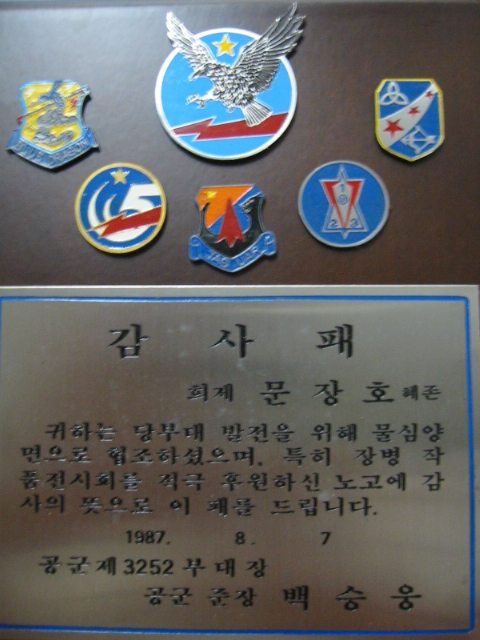 5
감 사 패
희제 문 장 호 혜존
귀하는 당부대 발전을 위해 물심양
면으로 협조하셨으며, 특히 장병 작
품전시회를 적극 후원하신 노고에 감
사의 뜻으로 이 패를 드립니다.
1987. 8. 7
공군제3252부대장
공군 준장 백 승 웅